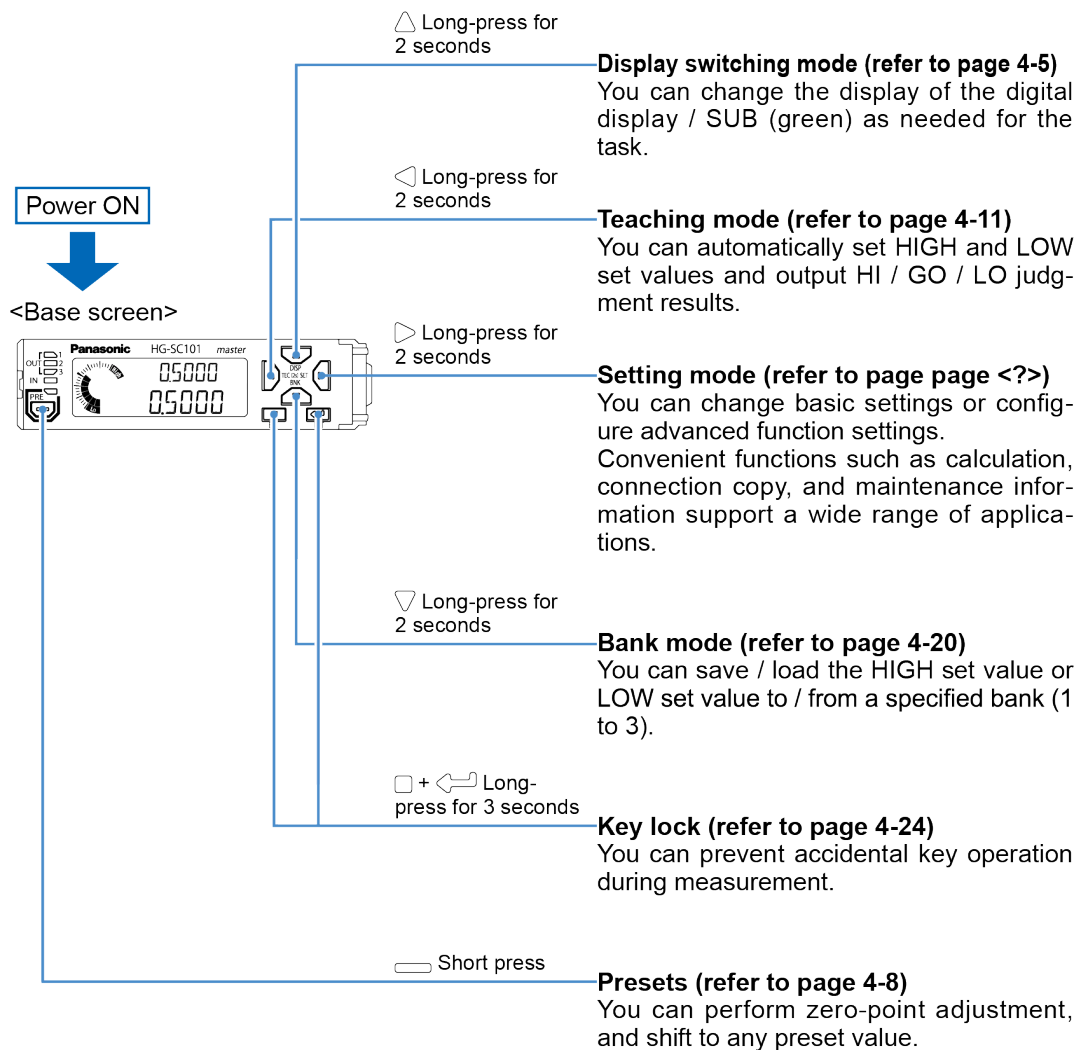 Long-press for
2 seconds
Display switching mode (refer to page 4-5)
You can change the display of the digital
display / SUB (green) as needed for the
task.
Long-press for
2 seconds
Power ON
Teaching mode (refer to page 4-11)
You can automatically set HIGH and LOW
set values and output HI / GO / LO judg-
ment results.
<Base screen>
Long-press for
2 seconds
Panasonic HG-SC101 master
OUT 1
2
3
IN
PRE
0.5000
0.5000
DISP
TEC SET
BNK
Setting mode (refer to page page <?>)
You can change basic settings or config-
ure advanced function settings.
Convenient functions such as calculation,
connection copy, and maintenance infor-
mation support a wide range of applica-
tions.
Long-press for
2 seconds
Bank mode (refer to page 4-20)
You can save / load the HIGH set value or
LOW set value to / from a specified bank (1
to 3).
+ Long-
press for 3 seconds
Key lock (refer to page 4-24)
You can prevent accidental key operation
during measurement.
Short press
Presets (refer to page 4-8)
You can perform zero-point adjustment,
and shift to any preset value.